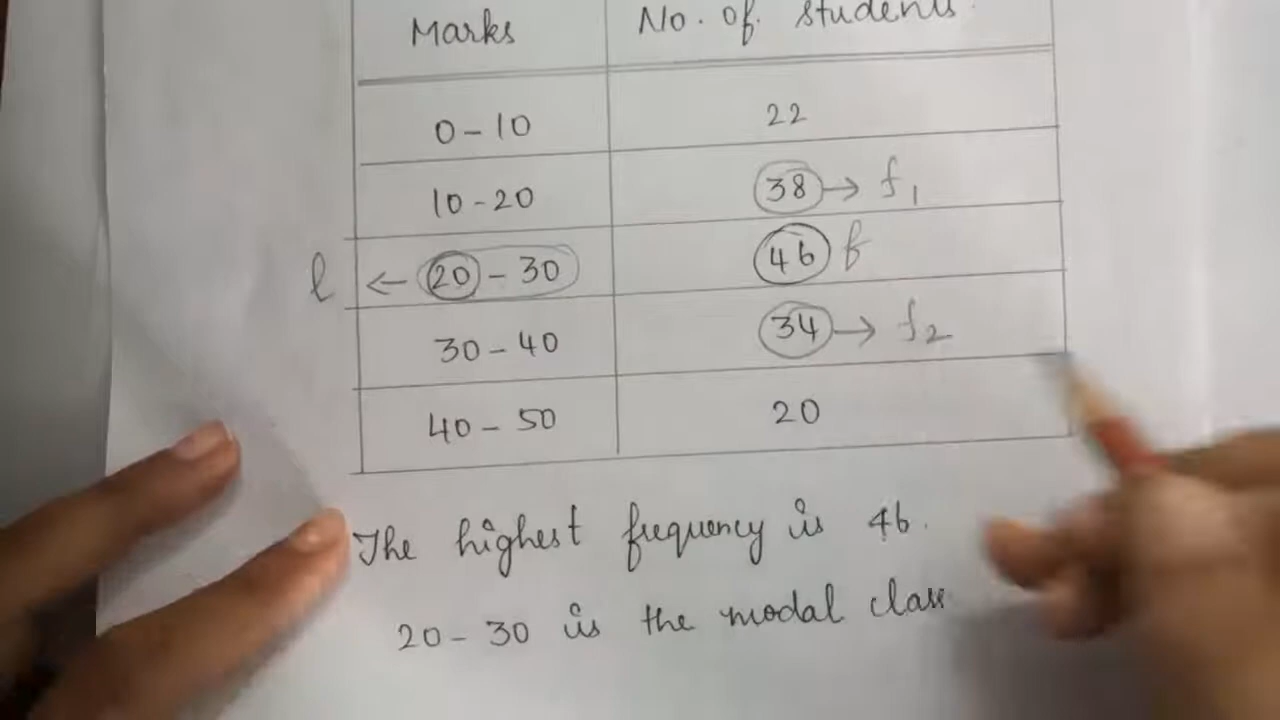 Marks No. of students
0 - 10 22
10 - 20 38 → f1
l ← 20 - 30 46 f
30 - 40 34 → f2
40 - 50 20
The highest frequency is 46.
20 - 30 is the modal class